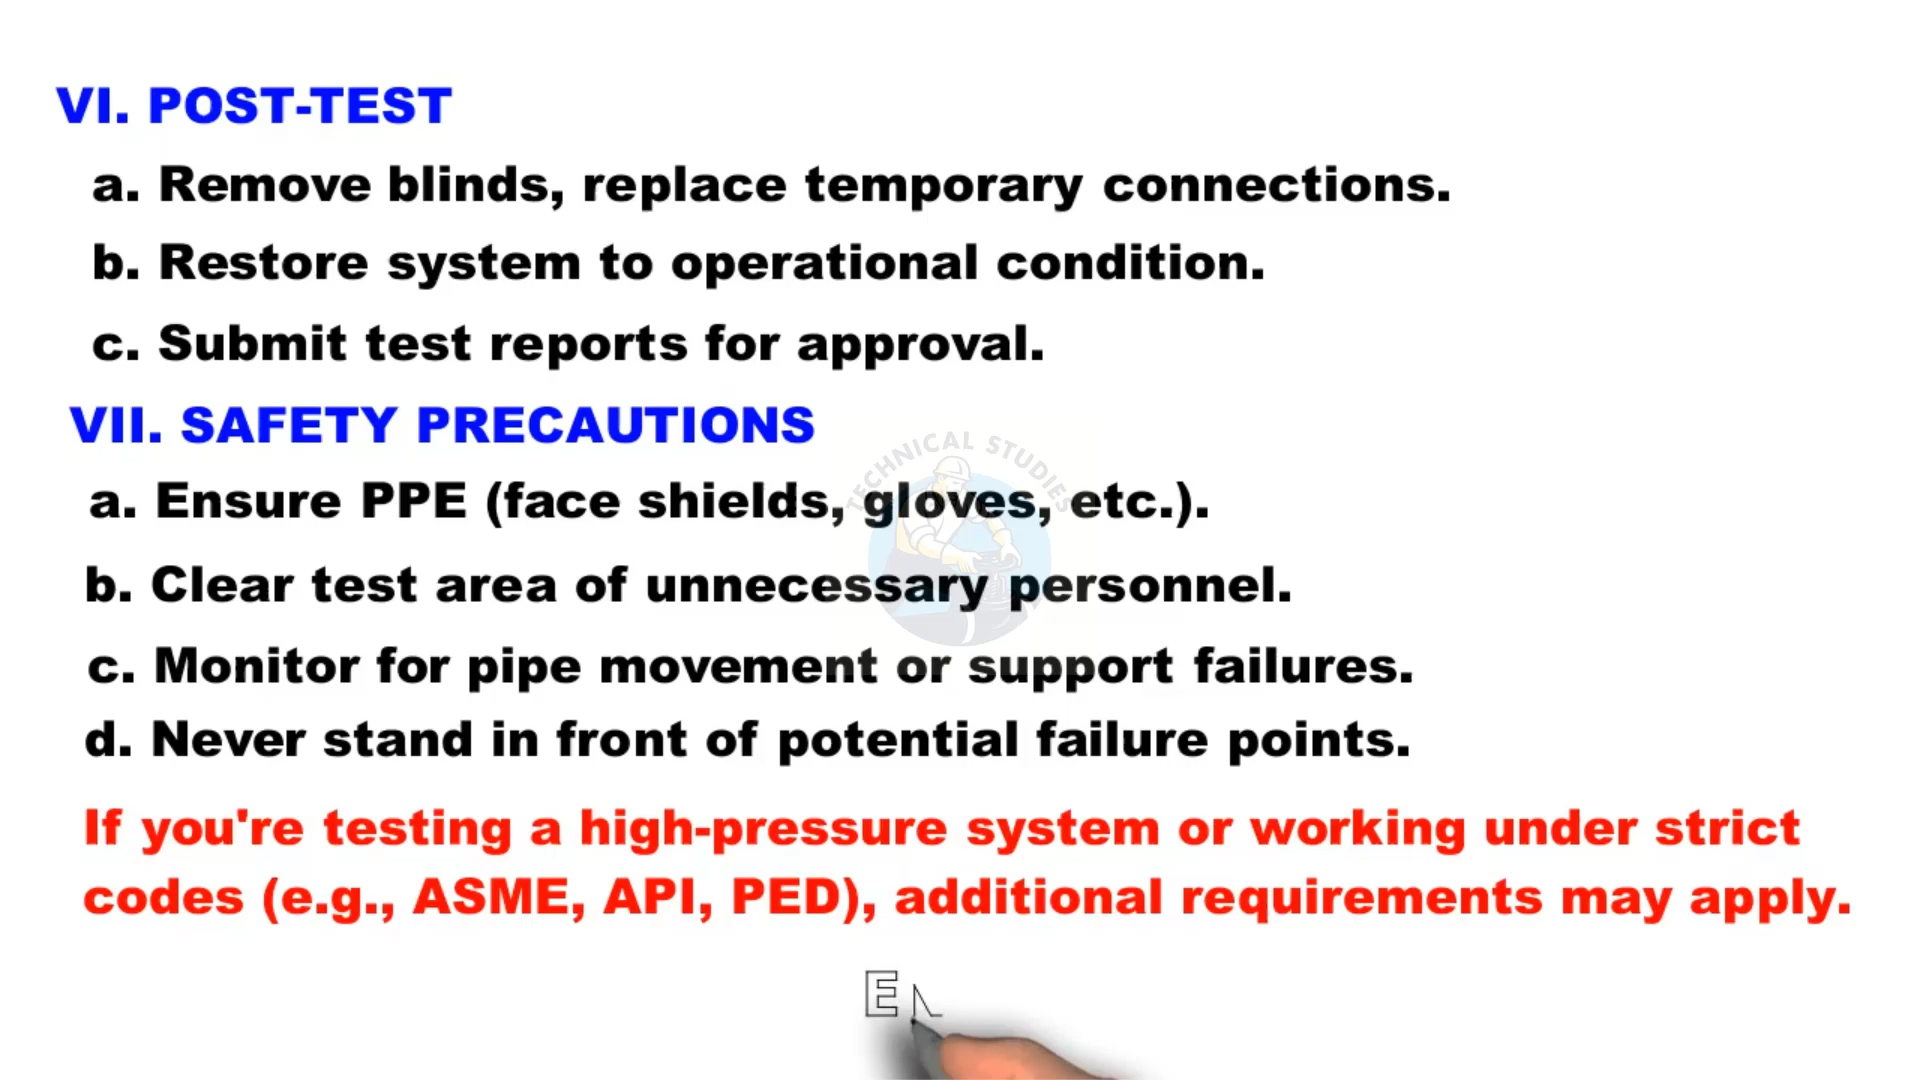 VI. POST-TEST
a. Remove blinds, replace temporary connections.
b. Restore system to operational condition.
c. Submit test reports for approval.
VII. SAFETY PRECAUTIONS
TECHNICAL STUDIES
a. Ensure PPE (face shields, gloves, etc.).
b. Clear test area of unnecessary personnel.
c. Monitor for pipe movement or support failures.
d. Never stand in front of potential failure points.
If you're testing a high-pressure system or working under strict
codes (e.g., ASME, API, PED), additional requirements may apply.
E